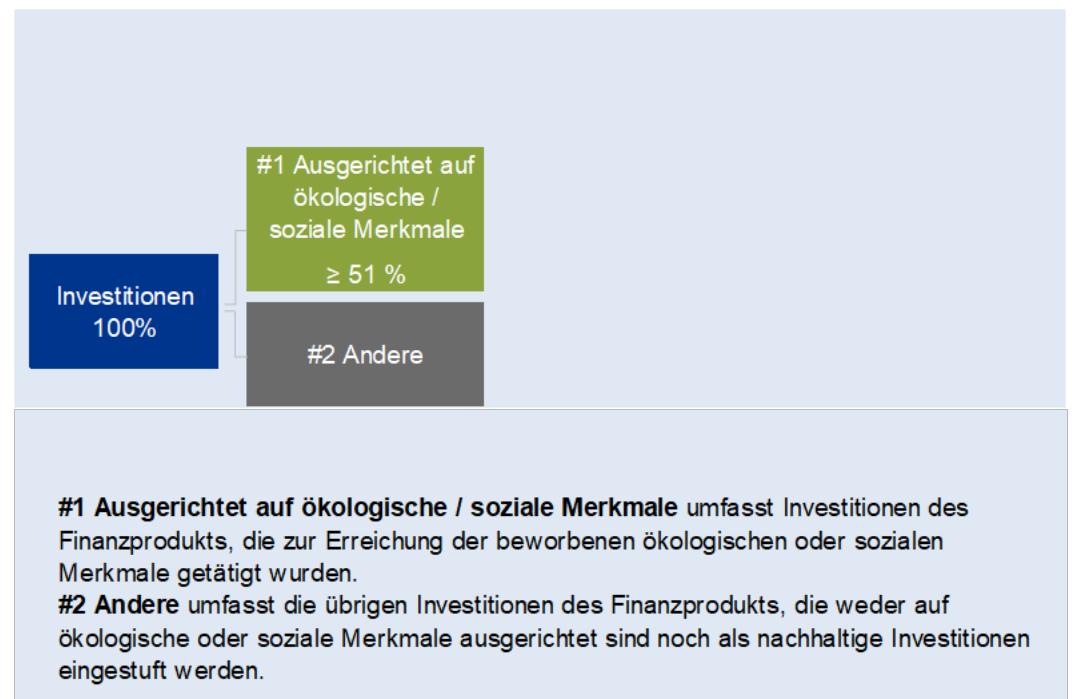 #1 Ausgerichtet auf
ökologische /
soziale Merkmale
≥ 51 %
Investitionen
100%
#2 Andere
#1 Ausgerichtet auf ökologische / soziale Merkmale umfasst Investitionen des
Finanzprodukts, die zur Erreichung der beworbenen ökologischen oder sozialen
Merkmale getätigt wurden.
#2 Andere umfasst die übrigen Investitionen des Finanzprodukts, die weder auf
ökologische oder soziale Merkmale ausgerichtet sind noch als nachhaltige Investitionen
eingestuft werden.